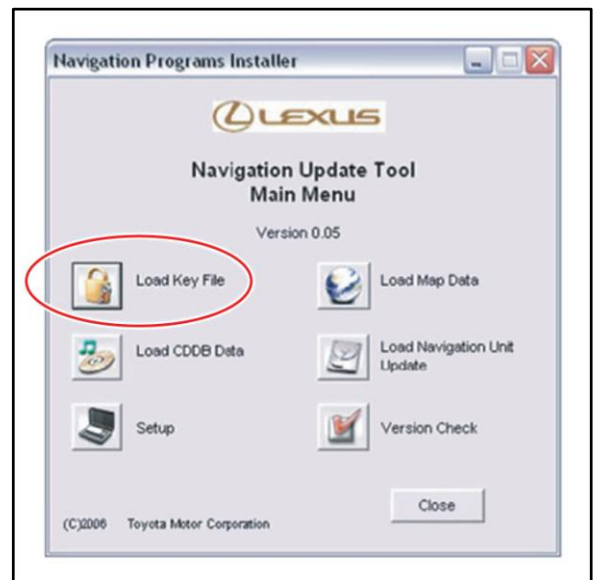 Navigation Programs Installer
LEXUS
Navigation Update Tool
Main Menu
Version 0.05
Load Key File
Load Map Data
Load CDDB Data
Load Navigation Unit
Update
Setup
Version Check
Close
(C)2006 Toyota Motor Corporation